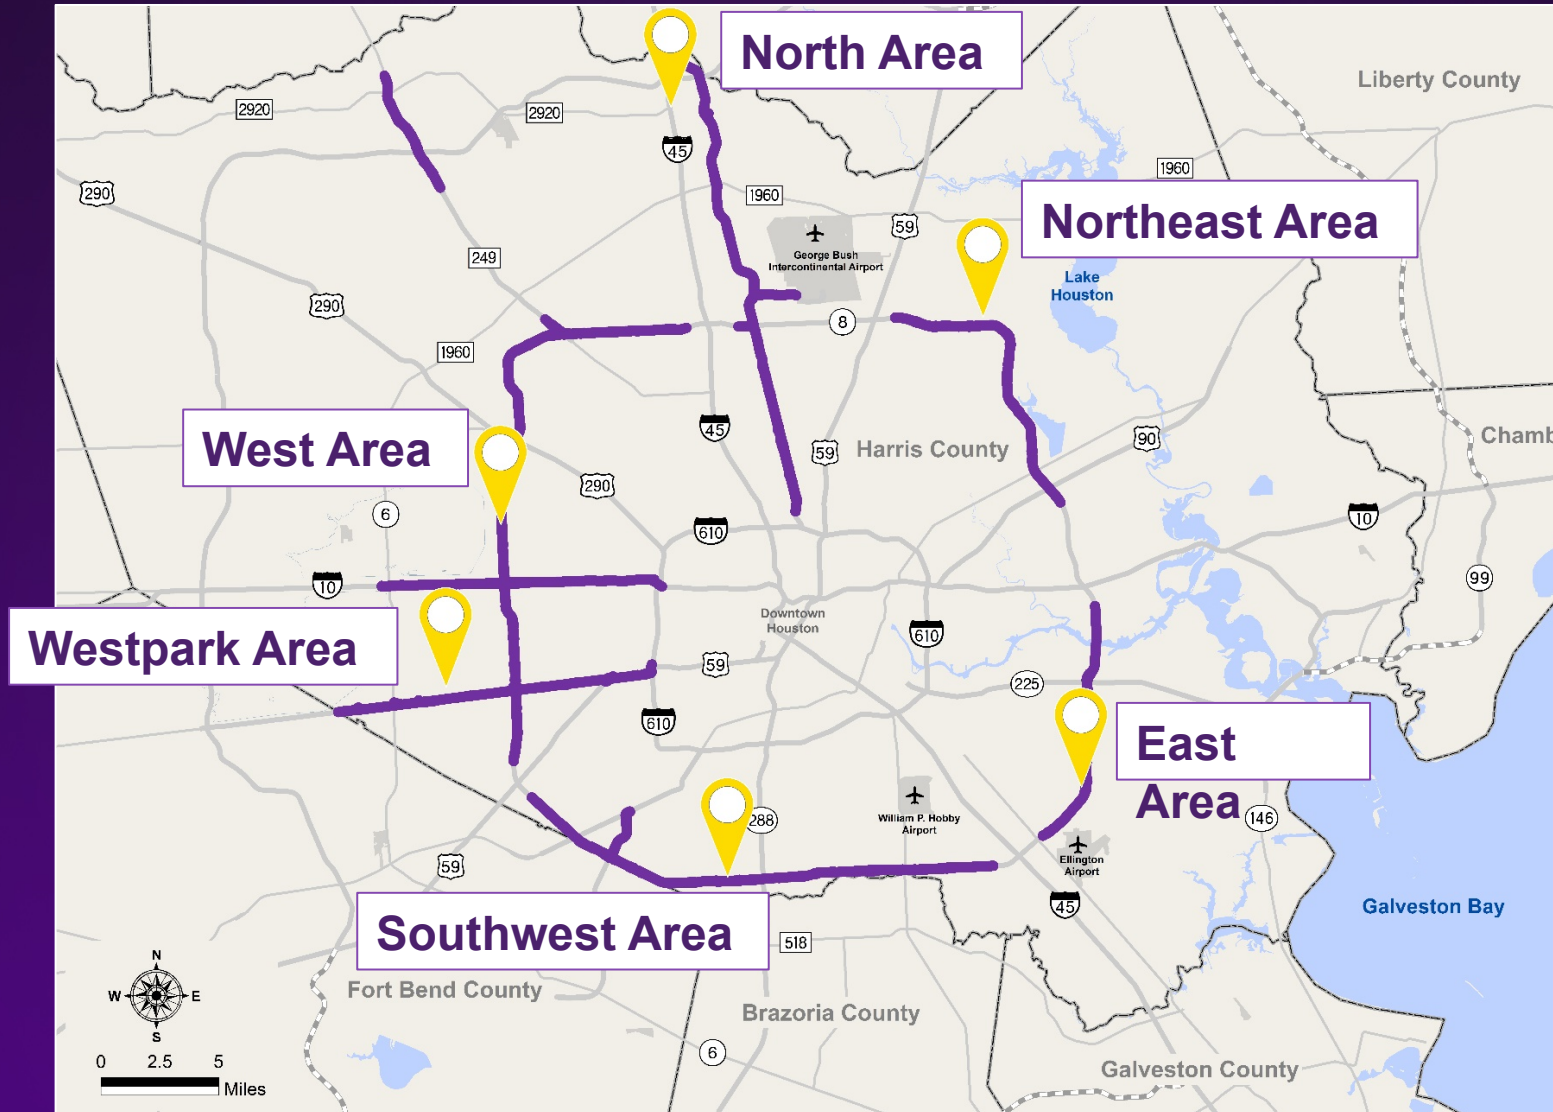 North Area
Liberty County
2920
2920
45
1960
290
1960
Northeast Area
59
George Bush
Intercontinental Airport
249
Lake
Houston
290
8
1960
West Area
45
59
Harris County
90
Chamb
290
6
610
10
10
99
Westpark Area
Downtown
Houston
610
59
225
610
East
Area
288
William P. Hobby
Airport
146
59
Ellington
Airport
45
Galveston Bay
Southwest Area
518
N
W
E
S
Fort Bend County
Brazoria County
6
Galveston County
0 2.5 5
Miles